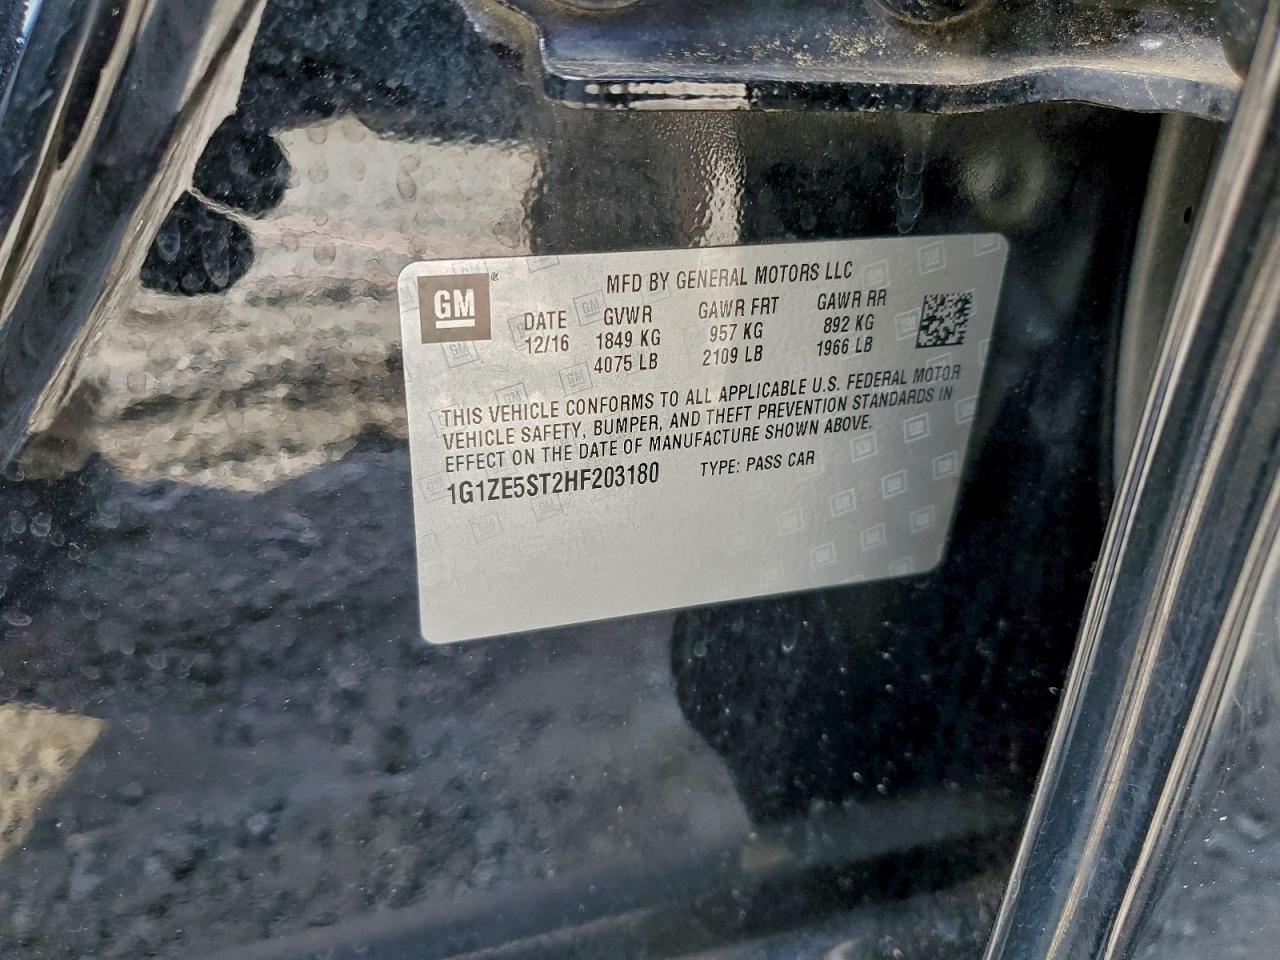 GM ®
MFD BY GENERAL MOTORS LLC
DATE GVWR GAWR FRT GAWR RR
12/16 1849 KG 957 KG 892 KG
4075 LB 2109 LB 1966 LB
THIS VEHICLE CONFORMS TO ALL APPLICABLE U.S. FEDERAL MOTOR
VEHICLE SAFETY, BUMPER, AND THEFT PREVENTION STANDARDS IN
EFFECT ON THE DATE OF MANUFACTURE SHOWN ABOVE.
1G1ZE5ST2HF203180 TYPE: PASS CAR